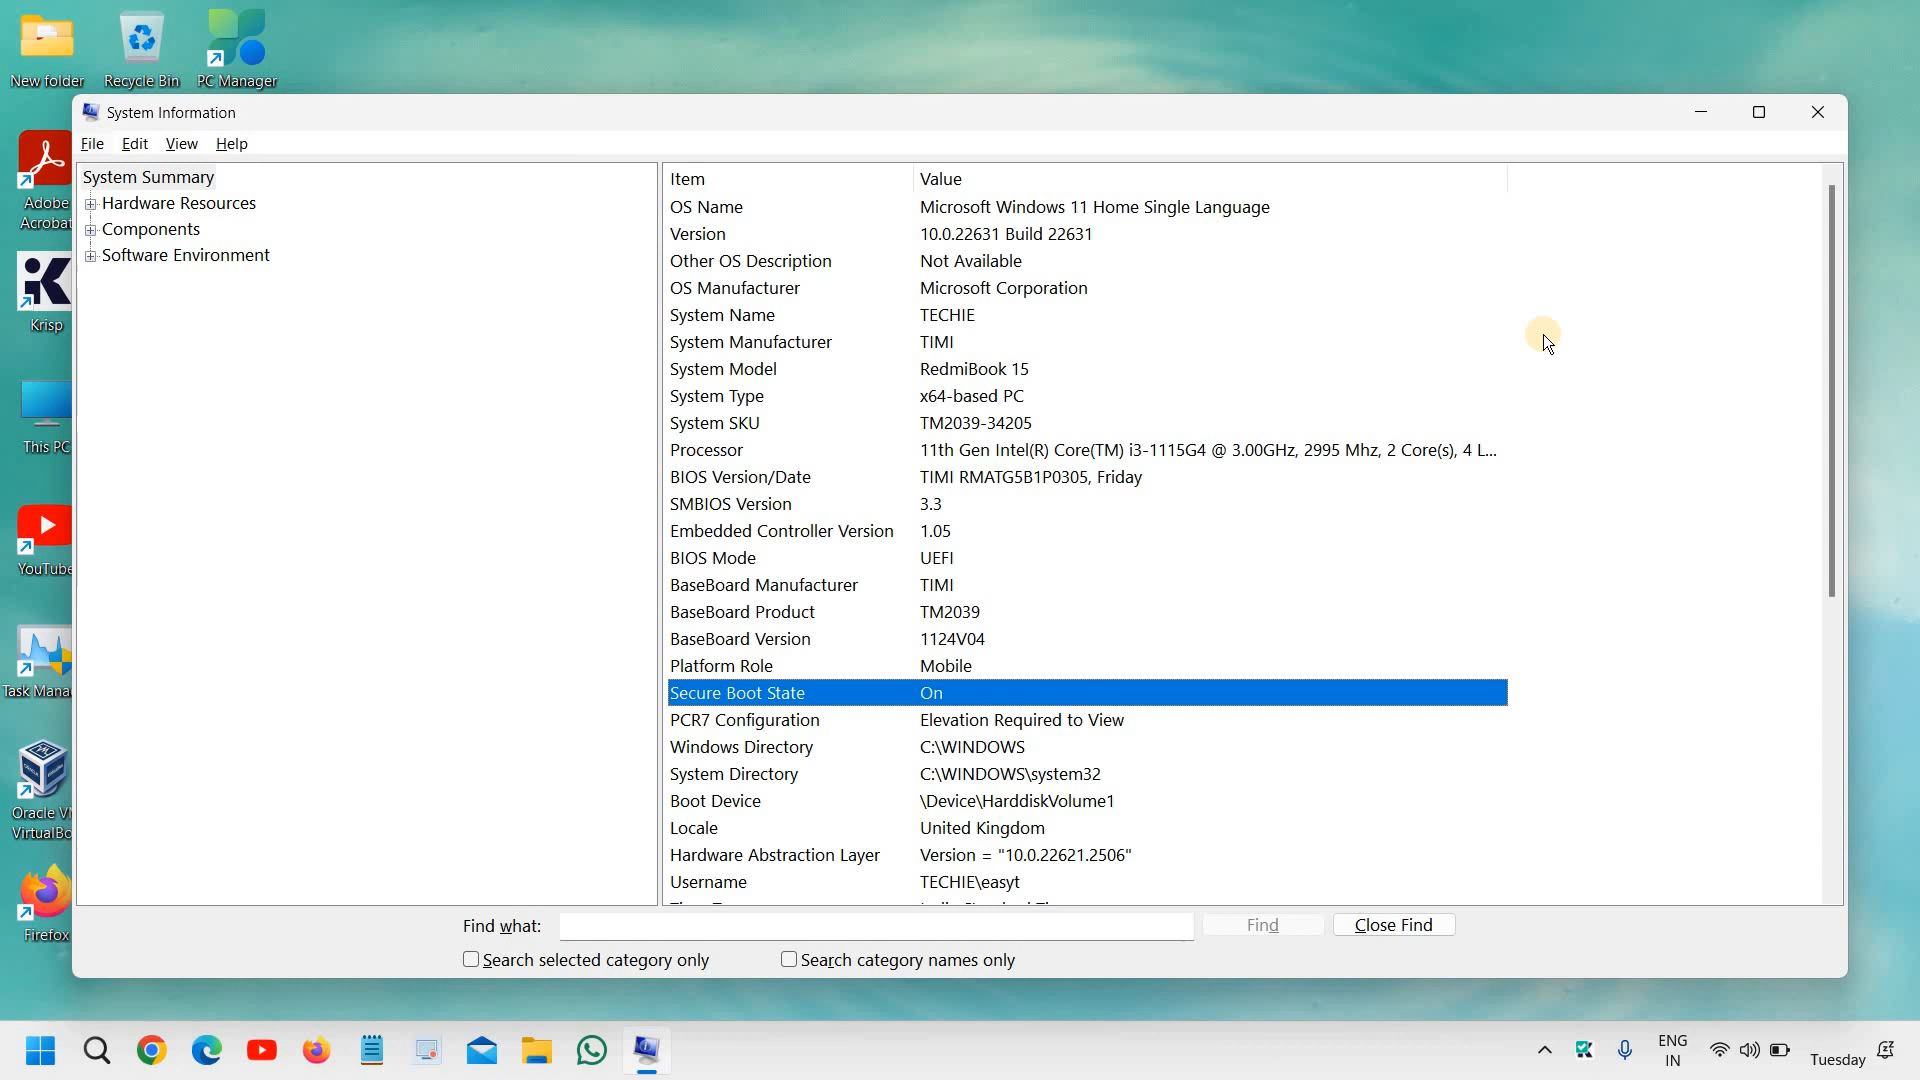 New folder
Recycle Bin
PC Manager
System Information
File Edit View Help
System Summary
Hardware Resources
Components
Software Environment
Item Value
OS Name Microsoft Windows 11 Home Single Language
Version 10.0.22631 Build 22631
Other OS Description Not Available
OS Manufacturer Microsoft Corporation
System Name TECHIE
System Manufacturer TIMI
System Model RedmiBook 15
System Type x64-based PC
System SKU TM2039-34205
Processor 11th Gen Intel(R) Core(TM) i3-1115G4 @ 3.00GHz, 2995 Mhz, 2 Core(s), 4 L...
BIOS Version/Date TIMI RMATG5B1P0305, Friday
SMBIOS Version 3.3
Embedded Controller Version 1.05
BIOS Mode UEFI
BaseBoard Manufacturer TIMI
BaseBoard Product TM2039
BaseBoard Version 1124V04
Platform Role Mobile
Secure Boot State On
PCR7 Configuration Elevation Required to View
Windows Directory C:\WINDOWS
System Directory C:\WINDOWS\system32
Boot Device \Device\HarddiskVolume1
Locale United Kingdom
Hardware Abstraction Layer Version = "10.0.22621.2506"
Username TECHIE\easyt
Find what: Find Close Find
Search selected category only Search category names only
Adobe
Acrobat
Krisp
This PC
YouTube
Task Mana
Oracle V
VirtualBo
Firefox
ENG
IN
Tuesday